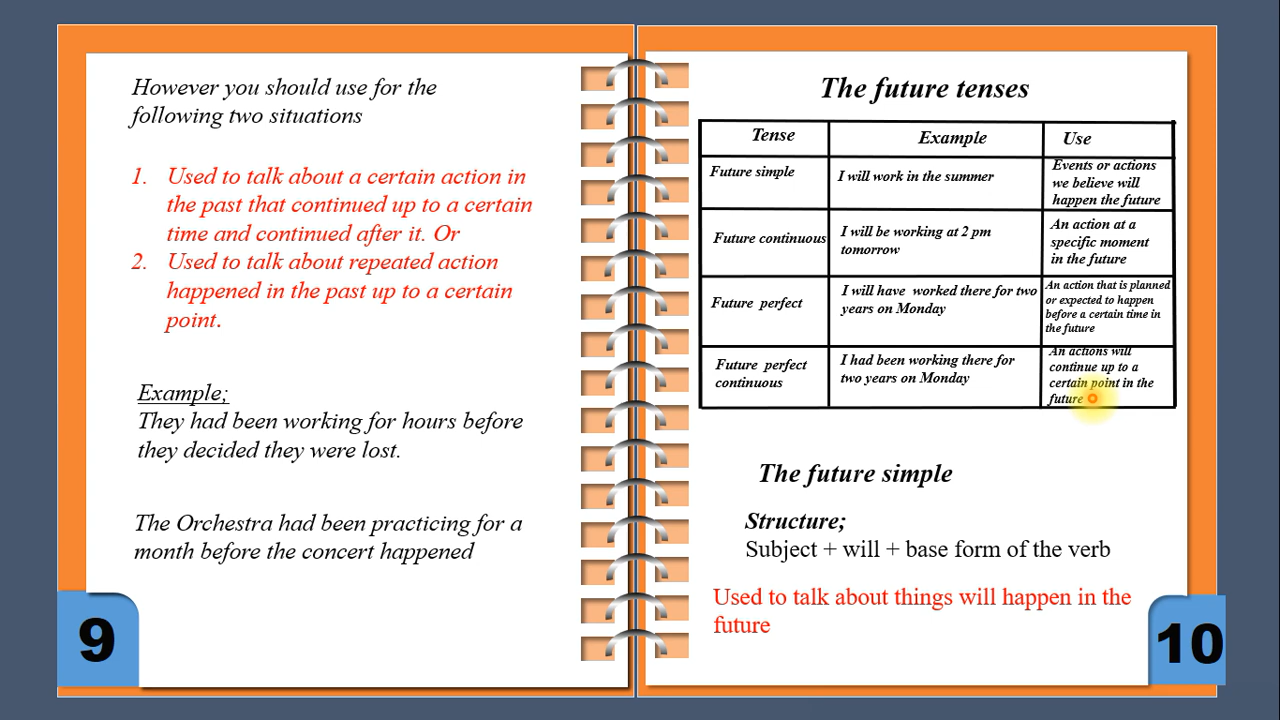 However you should use for the
following two situations
1. Used to talk about a certain action in
the past that continued up to a certain
time and continued after it. Or
2. Used to talk about repeated action
happened in the past up to a certain
point.
Example;
They had been working for hours before
they decided they were lost.
The Orchestra had been practicing for a
month before the concert happened
9
The future tenses
Tense
Example
Use
Future simple
I will work in the summer
Events or actions
we believe will
happen the future
Future continuous
I will be working at 2 pm
tomorrow
An action at a
specific moment
in the future
Future perfect
I will have worked there for two
years on Monday
An action that is planned
or expected to happen
before a certain time in
the future
Future perfect
continuous
I had been working there for
two years on Monday
An actions will
continue up to a
certain point in the
future
The future simple
Structure;
Subject + will + base form of the verb
Used to talk about things will happen in the
future
10